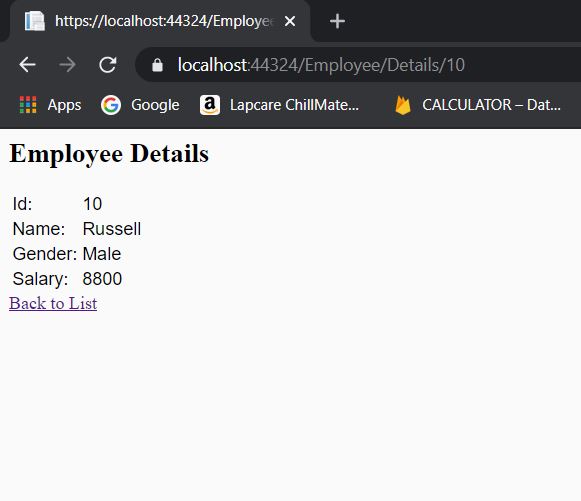 https://localhost:44324/Employee
localhost:44324/Employee/Details/10
Apps Google Lapcare ChillMate... CALCULATOR – Dat...
Employee Details
Id: 10
Name: Russell
Gender: Male
Salary: 8800
Back to List